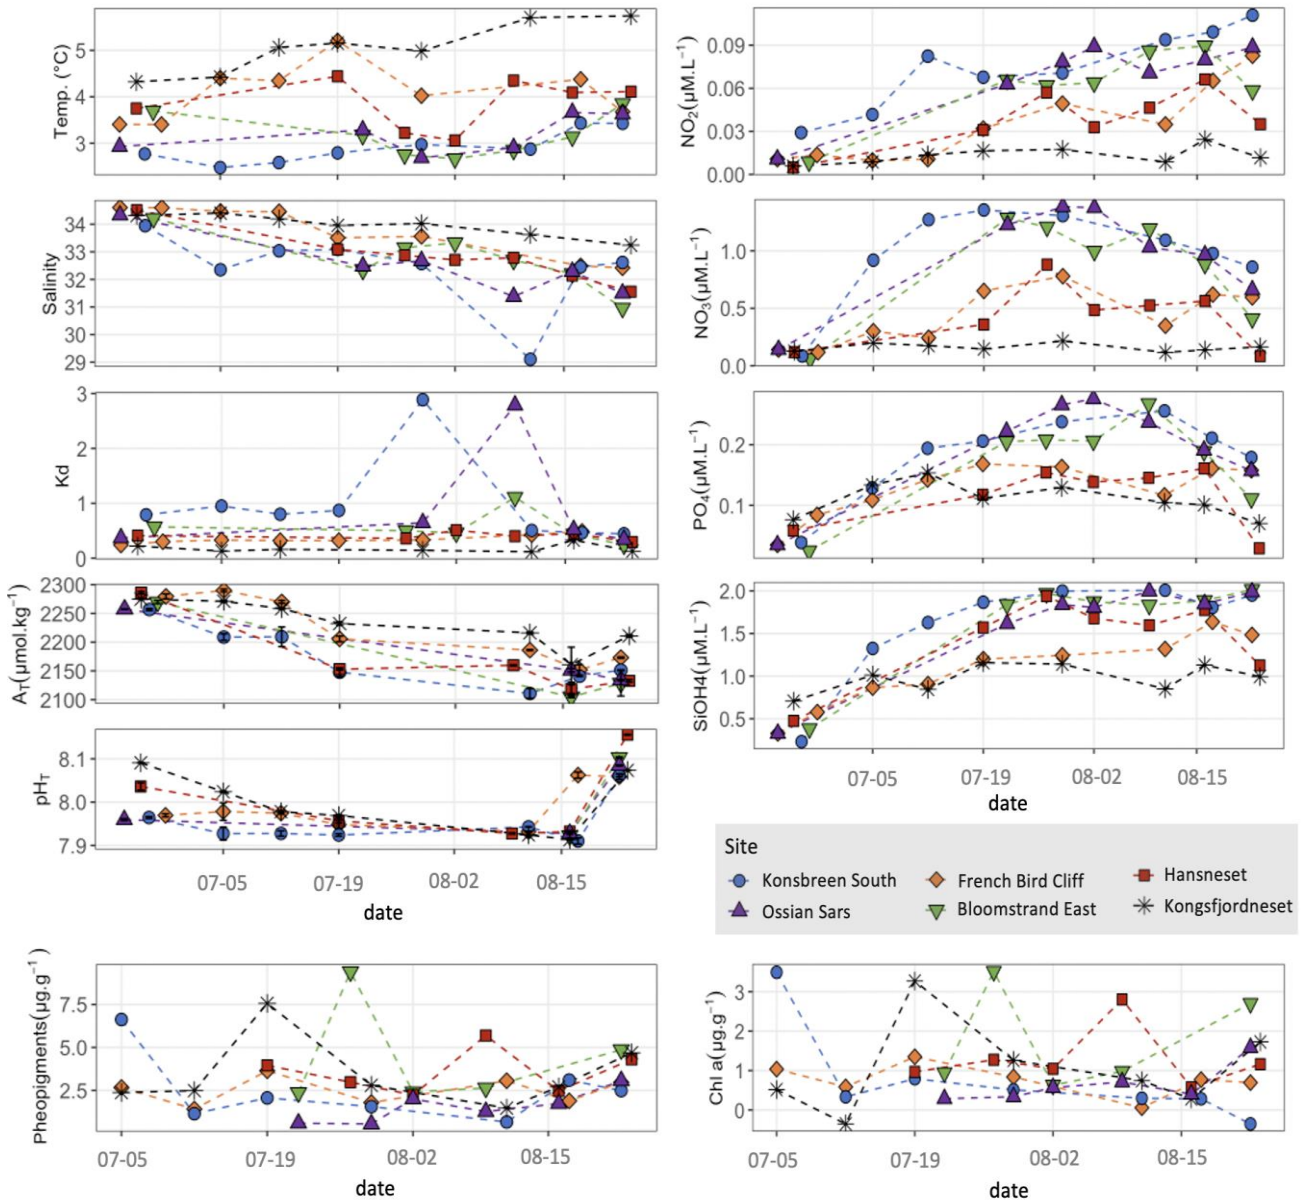 Temp. (°C)
5
4
3
Salinity
34
33
32
31
30
29
Kd
3
2
1
0
A_T(µmol.kg⁻¹)
2300
2250
2200
2150
2100
pH_T
8.1
8.0
7.9
07-05 07-19 08-02 08-15
date
NO₂(µM.L⁻¹)
0.09
0.06
0.03
0.00
NO₃(µM.L⁻¹)
1.0
0.5
0.0
PO₄(µM.L⁻¹)
0.2
0.1
SiOH4(µM.L⁻¹)
2.0
1.5
1.0
0.5
07-05 07-19 08-02 08-15
date
Site
Konsbreen South French Bird Cliff Hansneset
Ossian Sars Bloomstrand East Kongsfjordneset
Pheopigments(µg.g⁻¹)
7.5
5.0
2.5
07-05 07-19 08-02 08-15
date
Chl a(µg.g⁻¹)
3
2
1
0
07-05 07-19 08-02 08-15
date